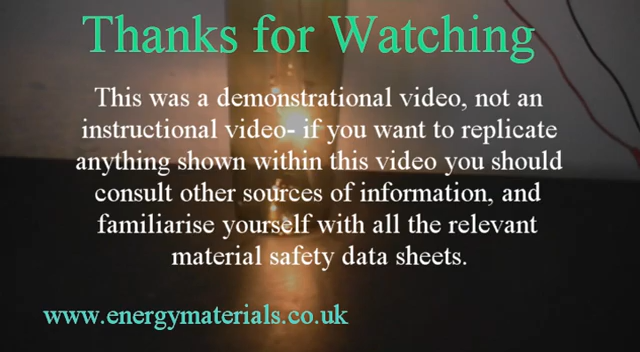 Thanks for Watching
This was a demonstrational video, not an
instructional video- if you want to replicate
anything shown within this video you should
consult other sources of information, and
familiarise yourself with all the relevant
material safety data sheets.
www.energymaterials.co.uk